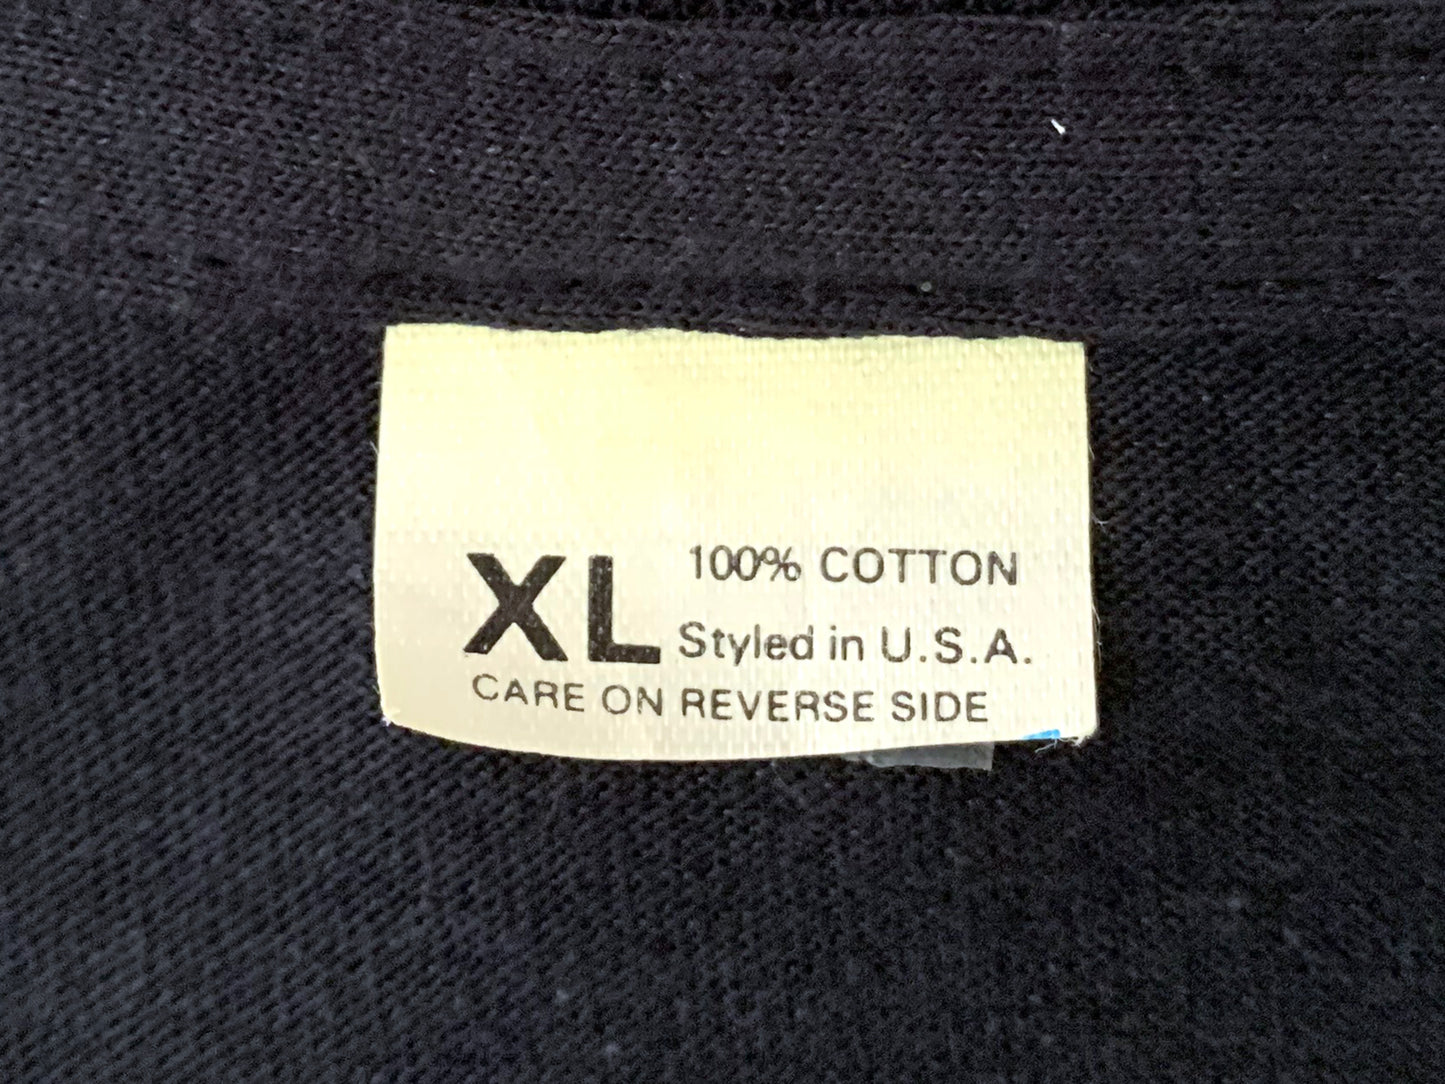 XL 100% COTTON
Styled in U.S.A.
CARE ON REVERSE SIDE